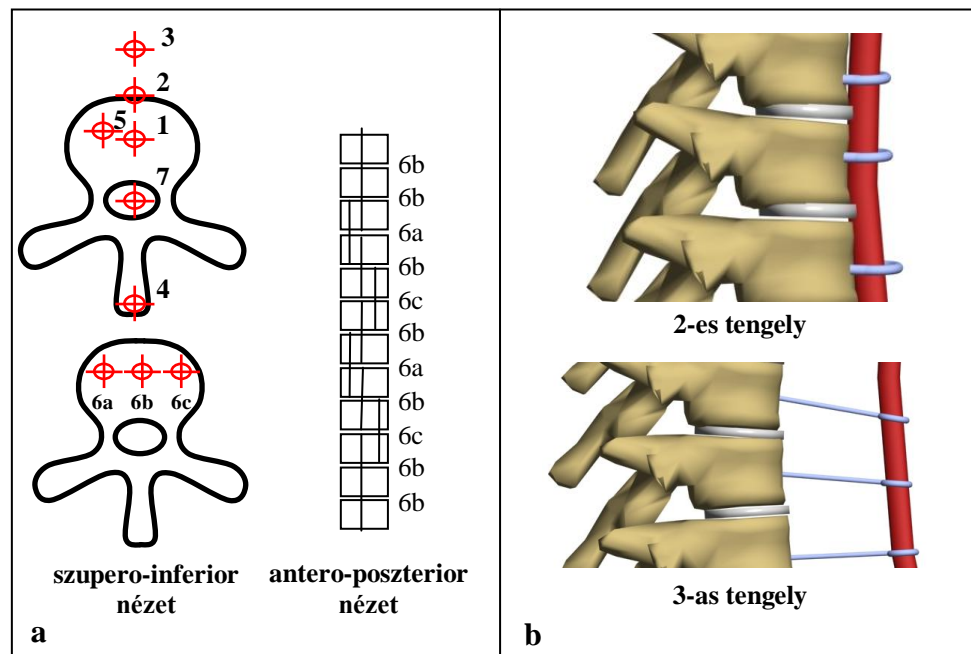 3
2
5
1
7
4
6a 6b 6c
szupero-inferior
nézet
6b
6b
6a
6b
6c
6b
6a
6b
6c
6b
6b
antero-poszterior
nézet
a
2-es tengely
3-as tengely
b